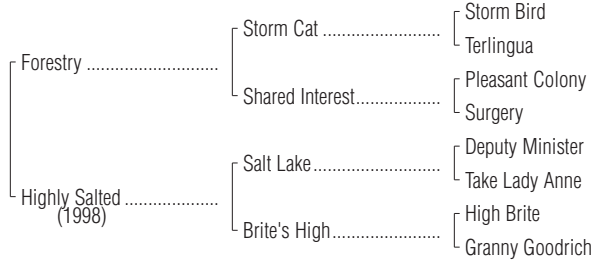 Storm Bird
Storm Cat ........................
Terlingua
Forestry ...........................
Pleasant Colony
Shared Interest.................
Surgery
Deputy Minister
Salt Lake..........................
Take Lady Anne
Highly Salted ...................
(1998)
High Brite
Brite's High......................
Granny Goodrich